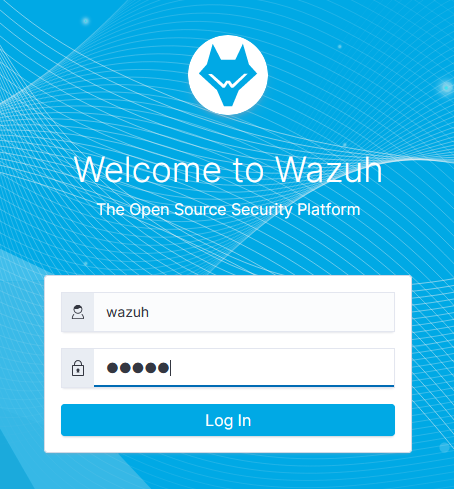 Welcome to Wazuh
The Open Source Security Platform
wazuh
●●●●●
Log In